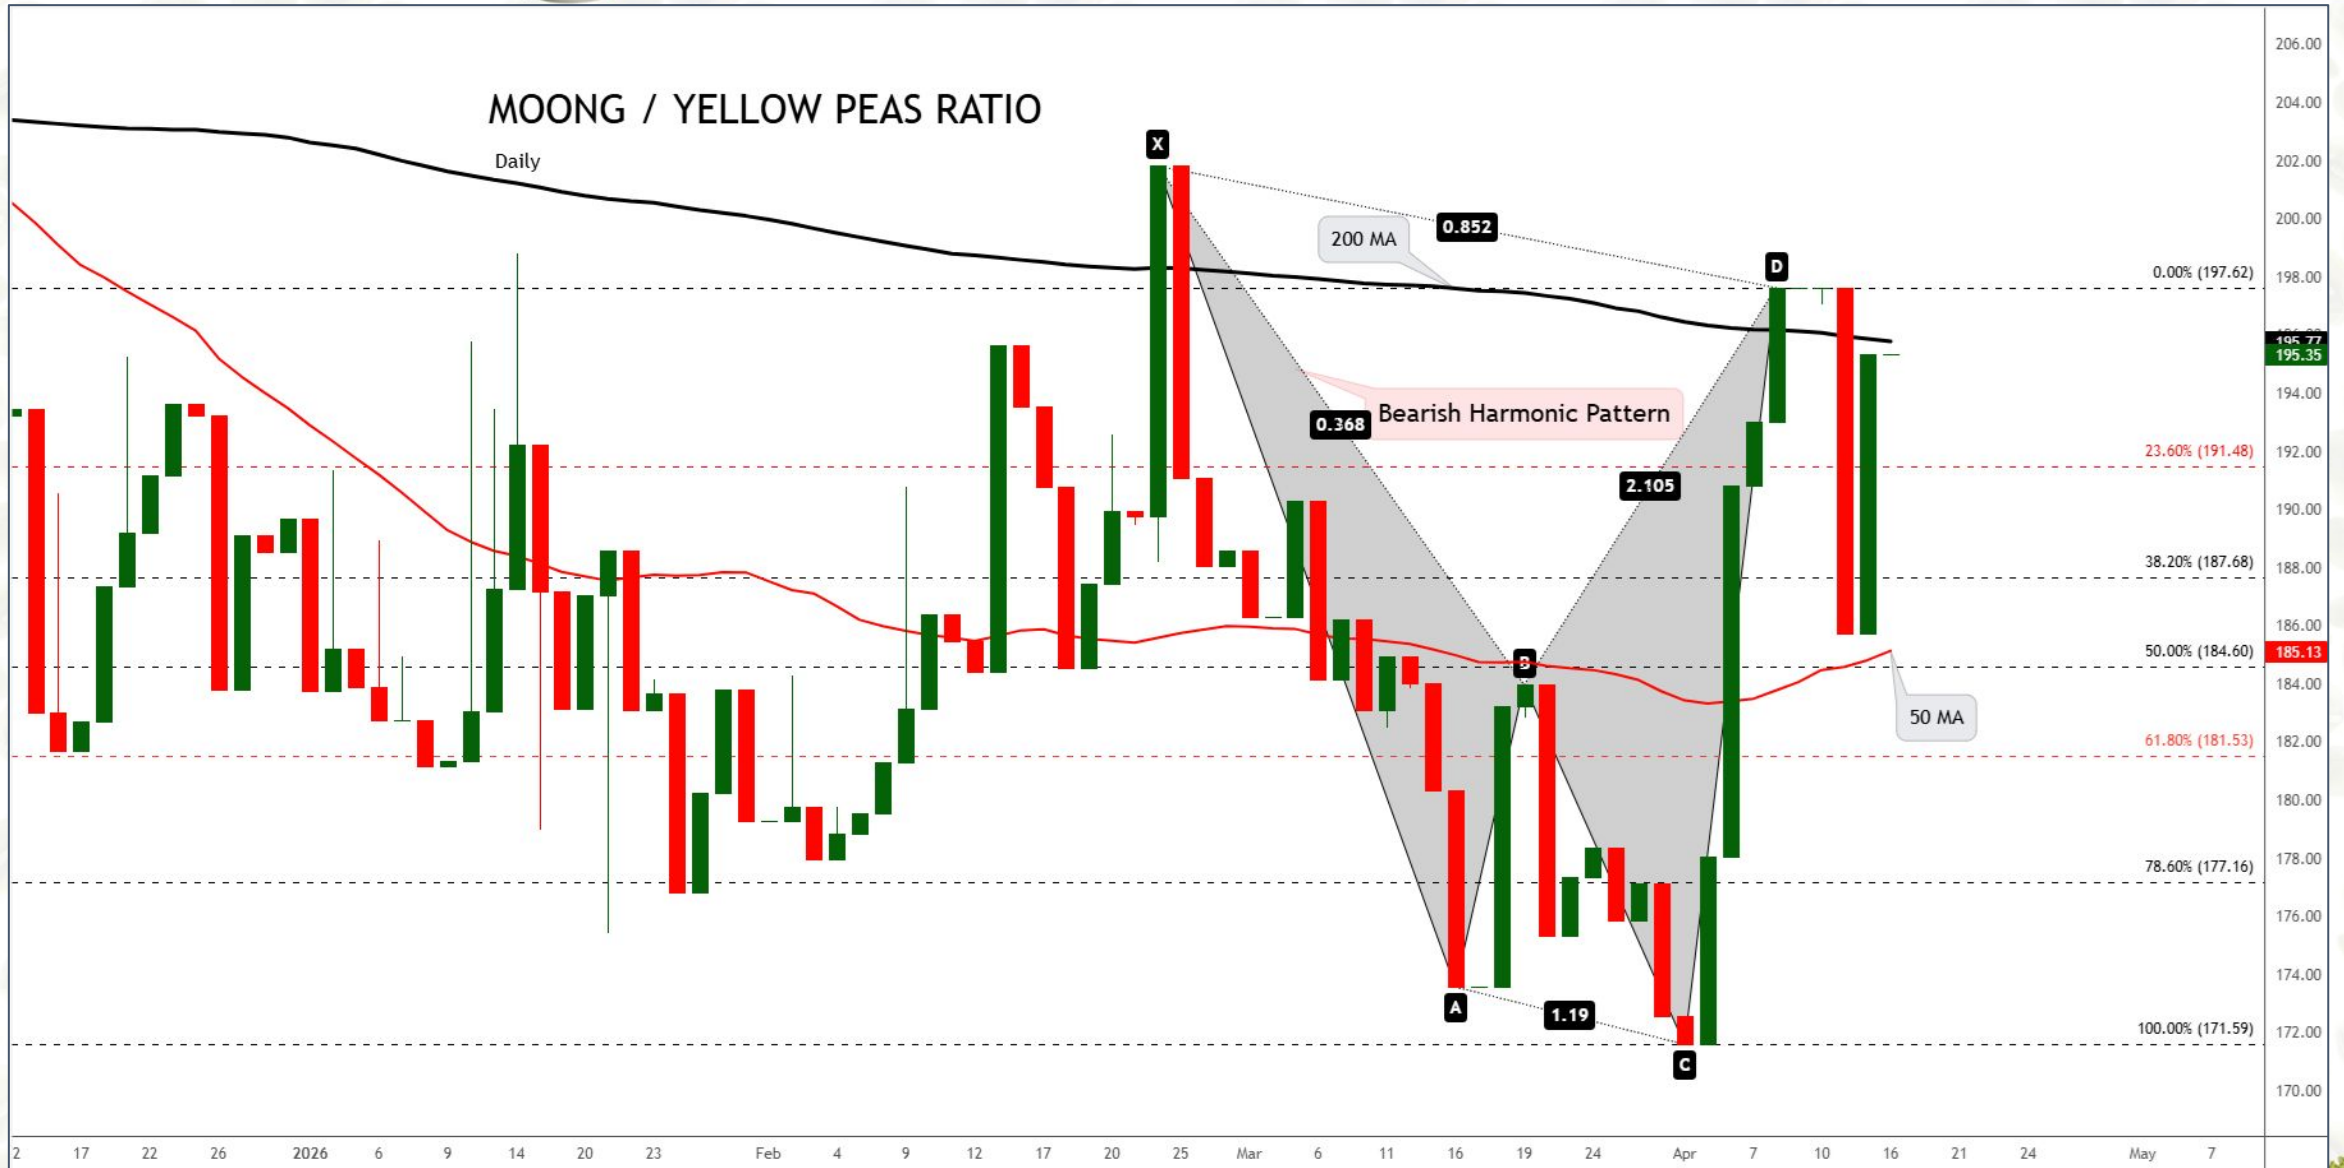 MOONG / YELLOW PEAS RATIO
Daily
X
200 MA
0.852
D
Bearish Harmonic Pattern
0.368
2.105
B
50 MA
A
1.19
C
0.00% (197.62)
23.60% (191.48)
38.20% (187.68)
50.00% (184.60)
61.80% (181.53)
78.60% (177.16)
100.00% (171.59)
206.00
204.00
202.00
200.00
198.00
195.77
195.35
194.00
192.00
190.00
188.00
186.00
185.13
184.00
182.00
180.00
178.00
176.00
174.00
172.00
170.00
2 17 22 26 2026 6 9 14 20 23 Feb 4 9 12 17 20 25 Mar 6 11 16 19 24 Apr 7 10 16 21 24 May 7